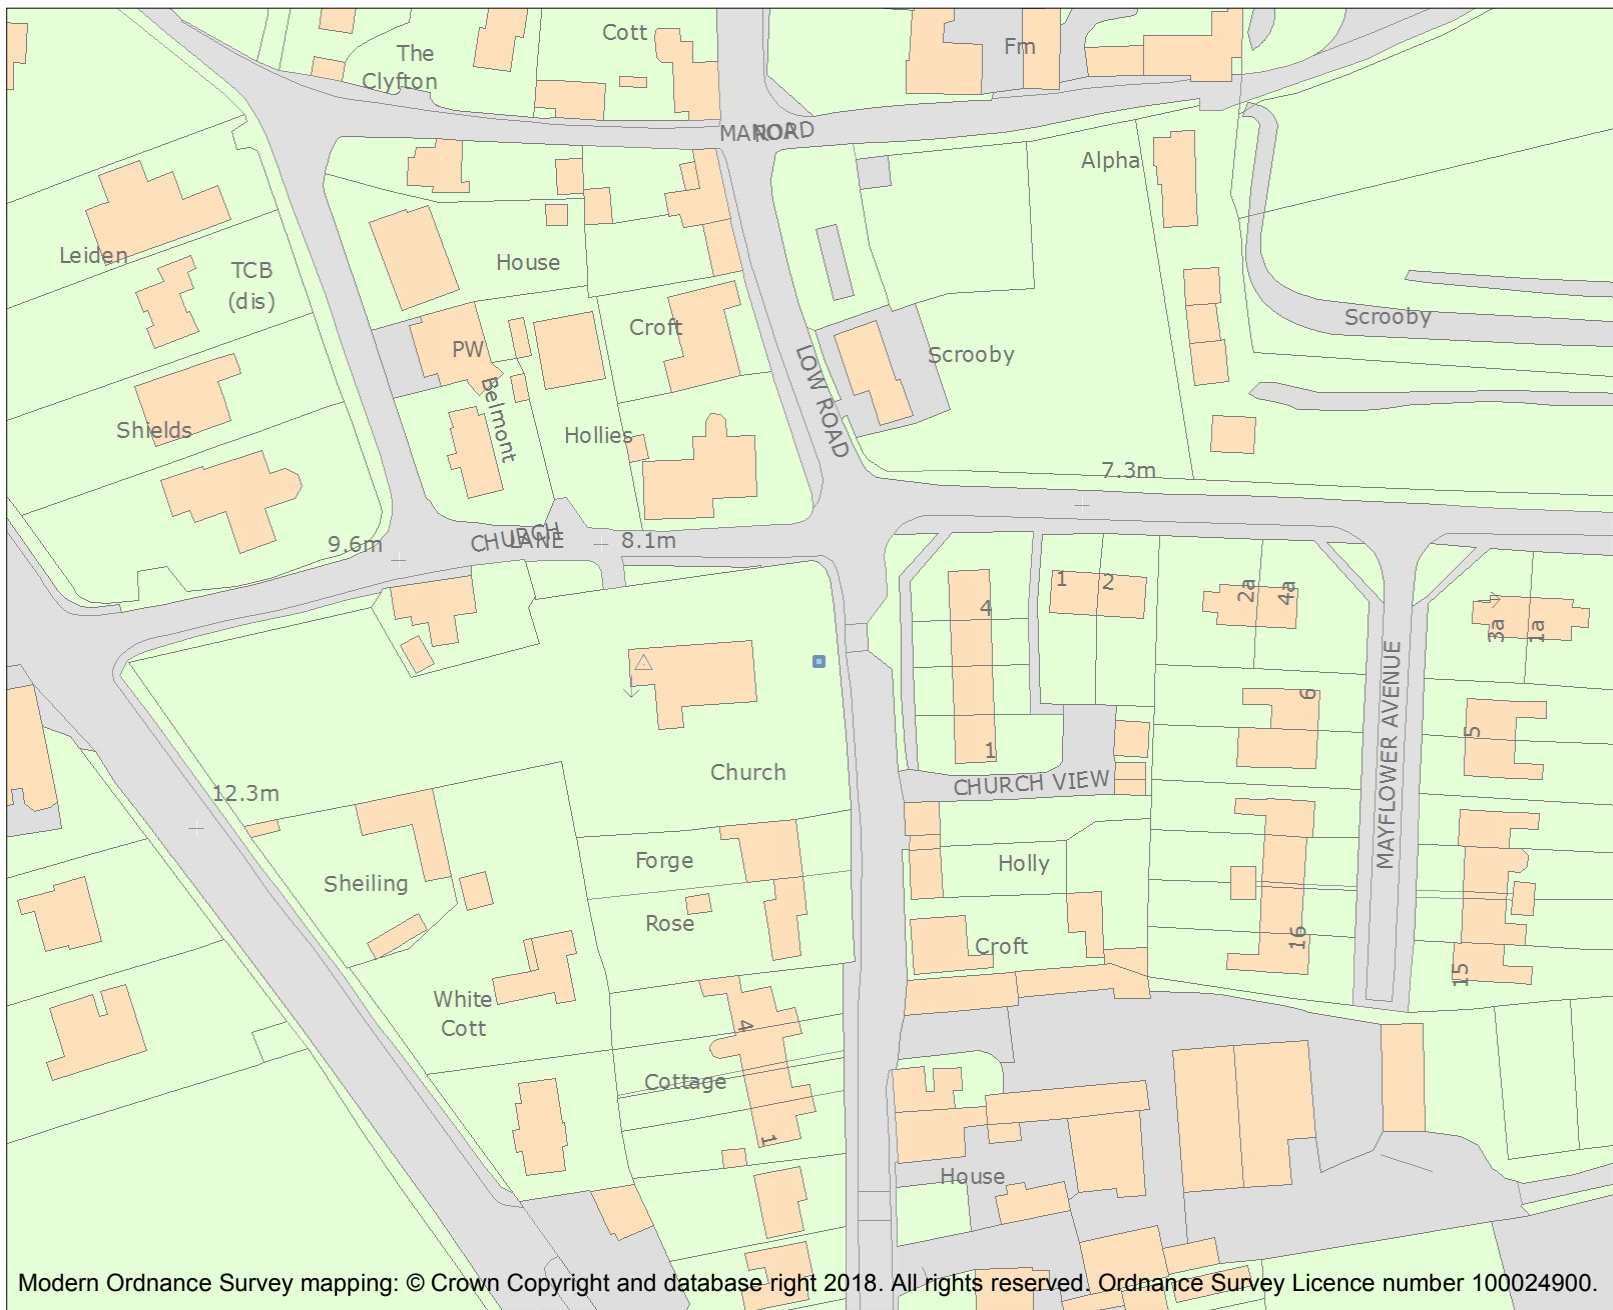 Cott
The
Clyfton
Fm
MANOR
ROAD
Alpha
Leiden
TCB
(dis)
House
Croft
PW
Belmont
Scrooby
Scrooby
LOW ROAD
Shields
Hollies
7.3m
9.6m
CHURCH
LANE
8.1m
1
2
4
2a
4a
3a
1a
6
MAYFLOWER AVENUE
5
1
Church
CHURCH VIEW
12.3m
Forge
Holly
Sheiling
Rose
Croft
16
15
White
Cott
4
Cottage
1
House
Modern Ordnance Survey mapping: © Crown Copyright and database right 2018. All rights reserved. Ordnance Survey Licence number 100024900.